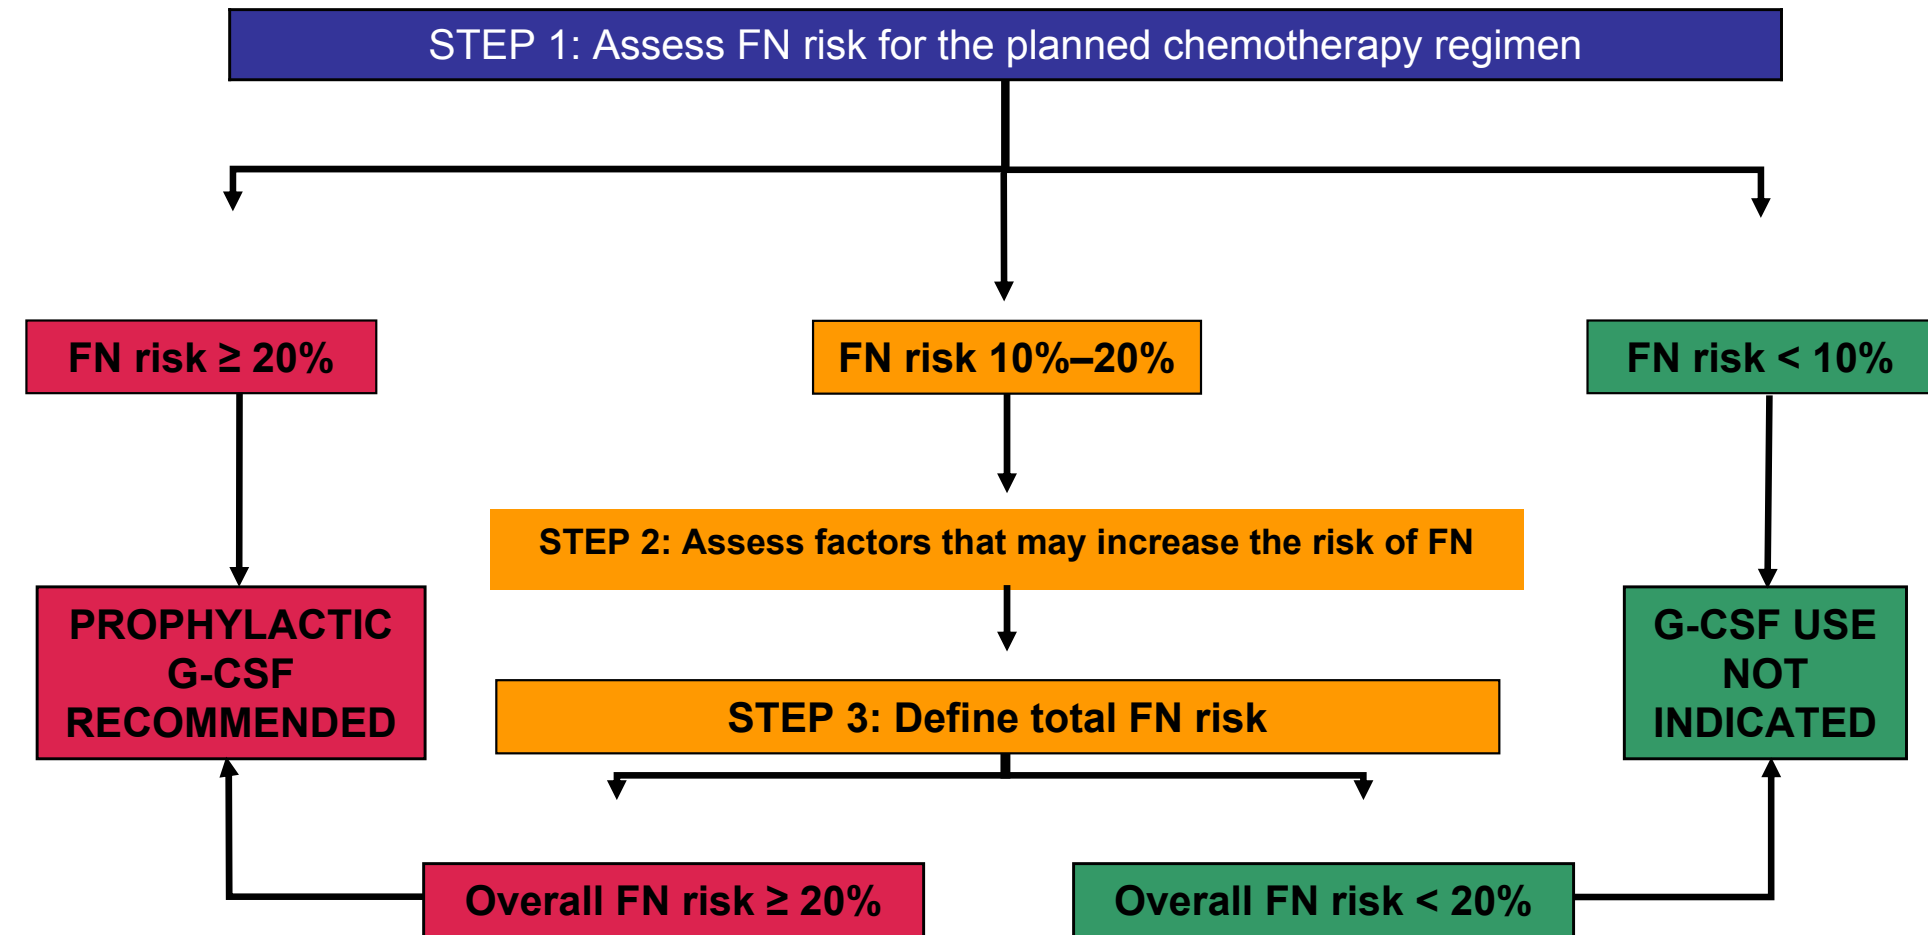 STEP 1: Assess FN risk for the planned chemotherapy regimen
FN risk ≥ 20%
FN risk 10%–20%
FN risk < 10%
STEP 2: Assess factors that may increase the risk of FN
PROPHYLACTIC
G-CSF
RECOMMENDED
G-CSF USE
NOT
INDICATED
STEP 3: Define total FN risk
Overall FN risk ≥ 20%
Overall FN risk < 20%